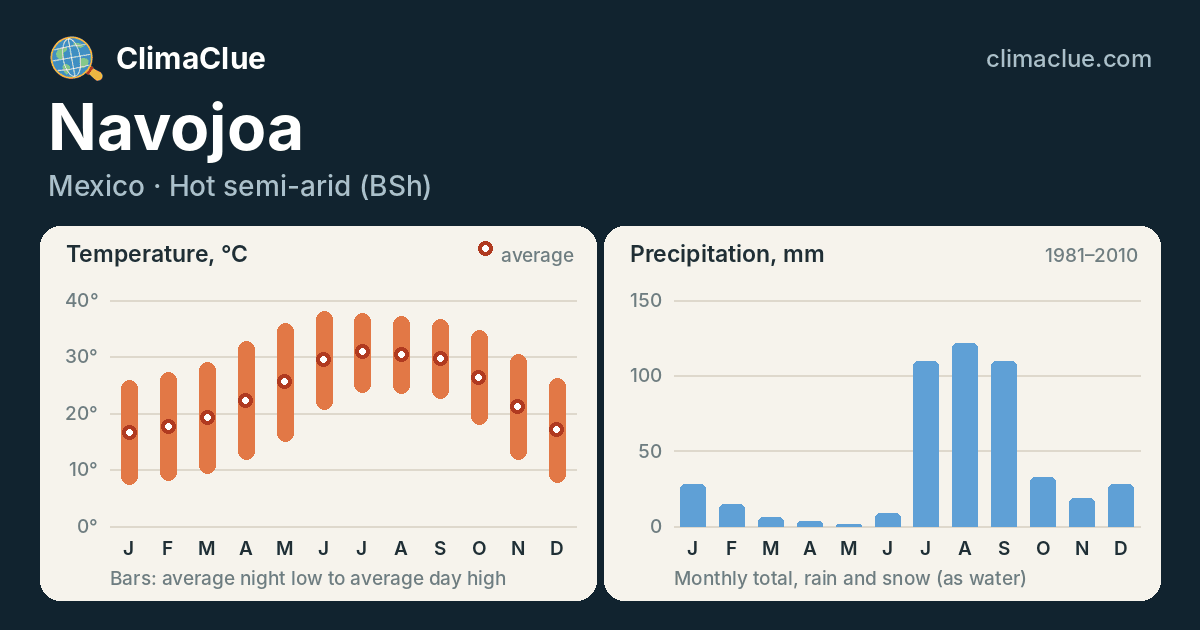 ClimaClue
climaclue.com
Navojoa
Mexico · Hot semi-arid (BSh)
Temperature, °C
average
40°
30°
20°
10°
0°
J F M A M J J A S O N D
Bars: average night low to average day high
Precipitation, mm
1981–2010
150
100
50
0
J F M A M J J A S O N D
Monthly total, rain and snow (as water)